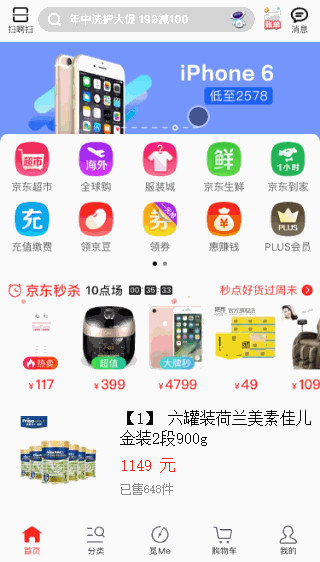 年中洗护大促 199减100
扫啊扫
消息
iPhone 6
低至2578
超市
海外
鲜
1小时
京东超市
全球购
服装城
京东生鲜
京东到家
充
券
PLUS
充值缴费
领京豆
领券
惠赚钱
PLUS会员
京东秒杀 10点场 00:35:33 秒点好货过周末
热卖
超值
大牌秒
¥117
¥399
¥4799
¥49
¥109
【1】 六罐装荷兰美素佳儿
金装2段900g
1149 元
已售648件
首页
分类
觅Me
购物车
我的